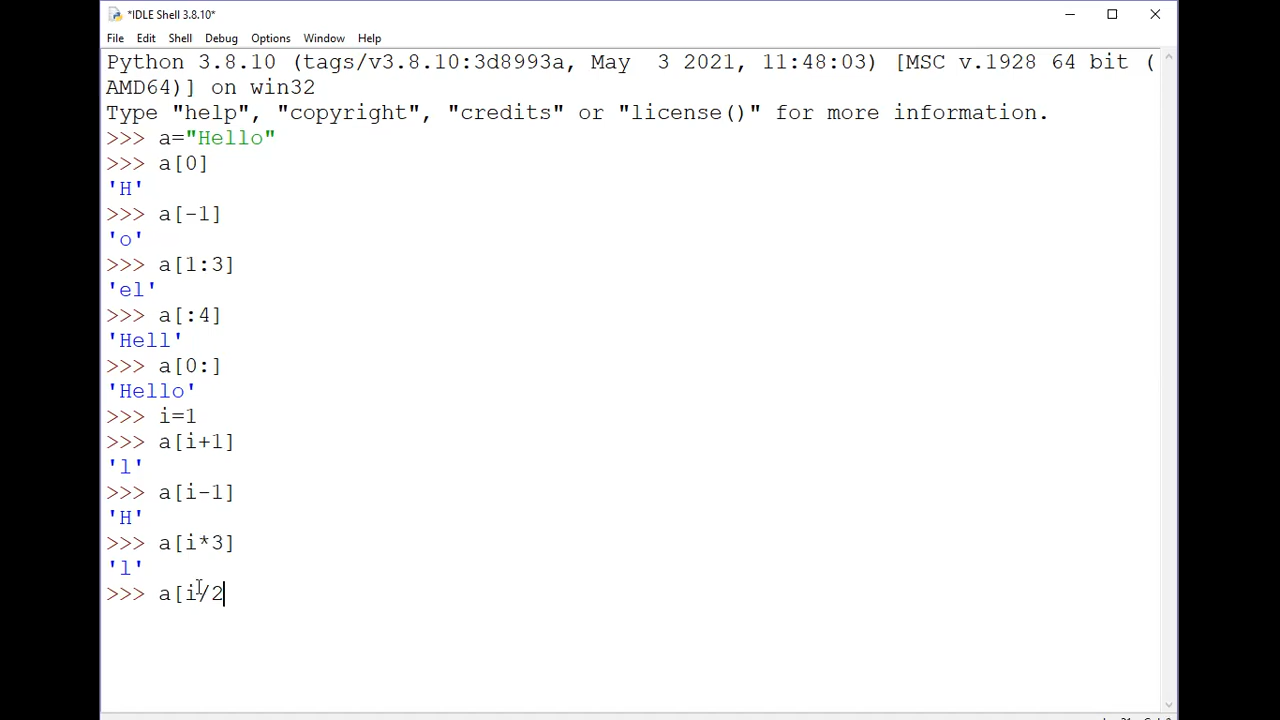 *IDLE Shell 3.8.10*
File Edit Shell Debug Options Window Help
Python 3.8.10 (tags/v3.8.10:3d8993a, May  3 2021, 11:48:03) [MSC v.1928 64 bit (
AMD64)] on win32
Type "help", "copyright", "credits" or "license()" for more information.
>>> a="Hello"
>>> a[0]
'H'
>>> a[-1]
'o'
>>> a[1:3]
'el'
>>> a[:4]
'Hell'
>>> a[0:]
'Hello'
>>> i=1
>>> a[i+1]
'l'
>>> a[i-1]
'H'
>>> a[i*3]
'l'
>>> a[i/2